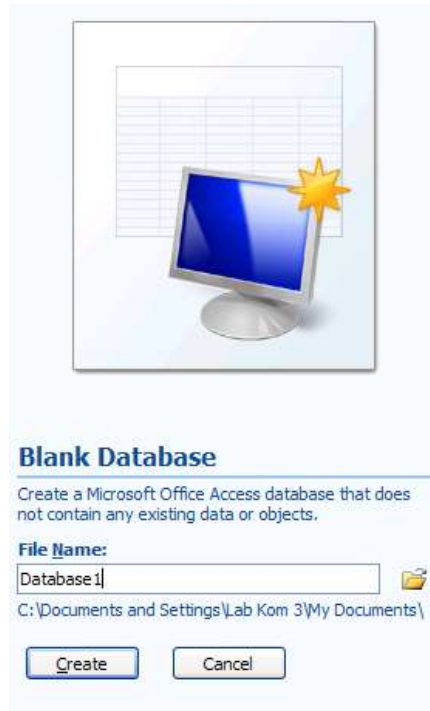 Blank Database
Create a Microsoft Office Access database that does
not contain any existing data or objects.
File Name:
Database1
C:\Documents and Settings\Lab Kom 3\My Documents\
Create Cancel